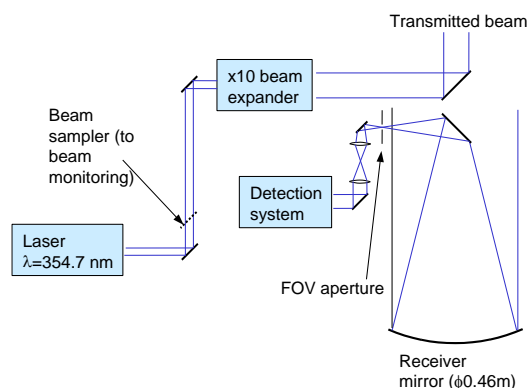 Transmitted beam
x10 beam
expander
Beam
sampler (to
beam
monitoring)
Detection
system
Laser
λ=354.7 nm
FOV aperture
Receiver
mirror (ϕ0.46m)